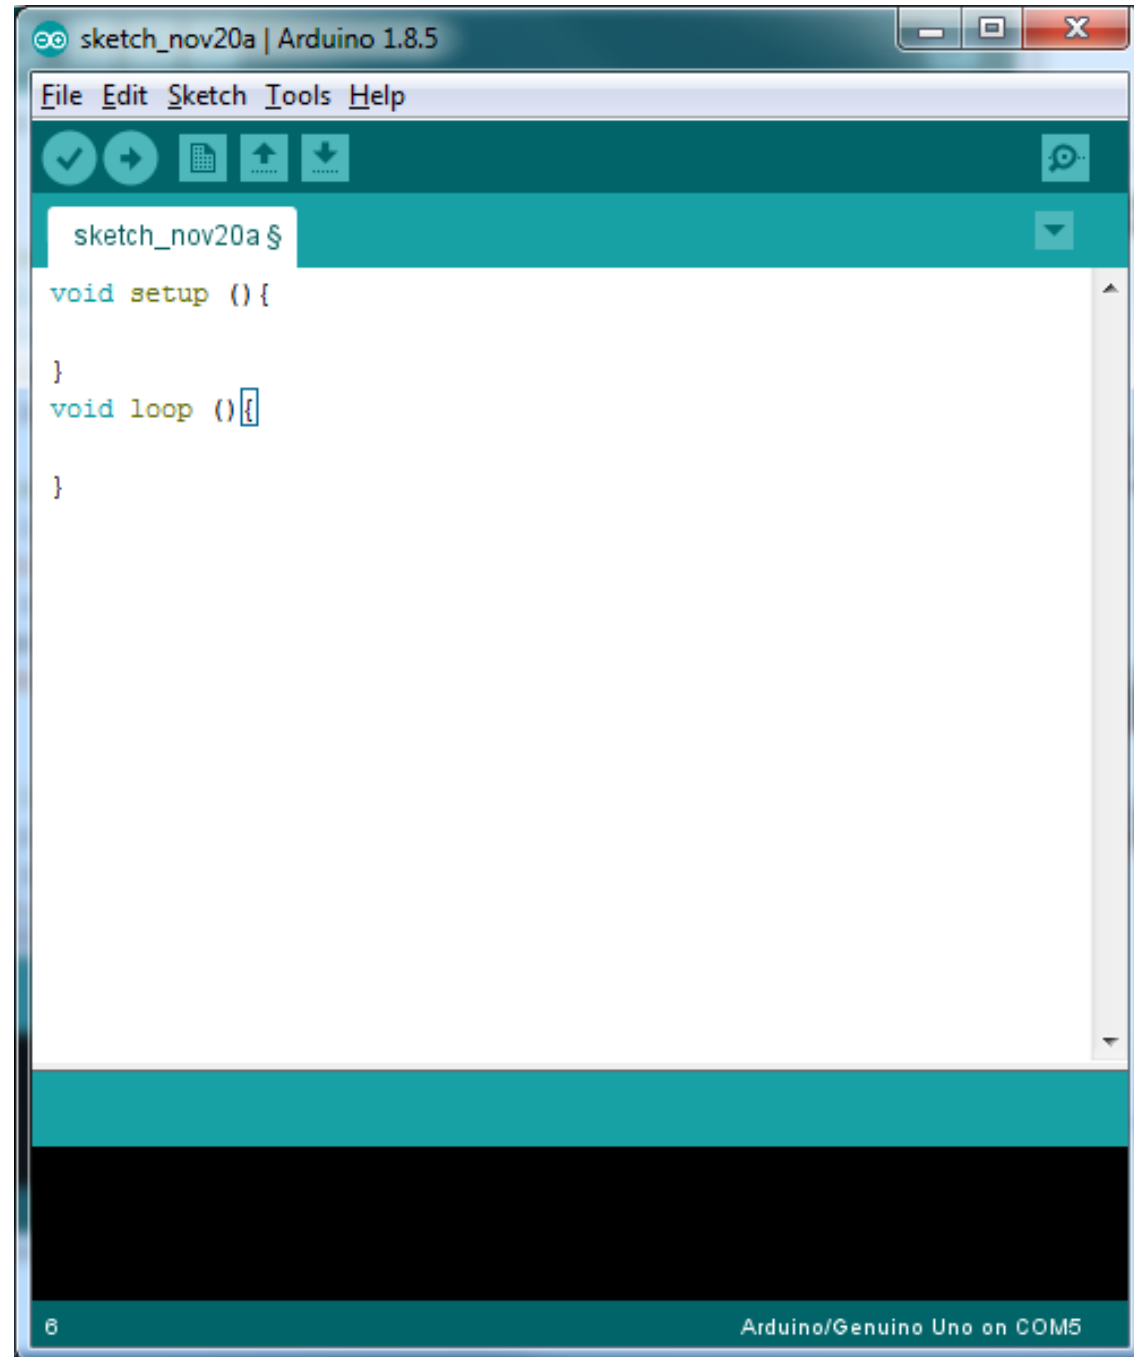 sketch_nov20a | Arduino 1.8.5
File Edit Sketch Tools Help
sketch_nov20a §
void setup (){
}
void loop (){
}
6
Arduino/Genuino Uno on COM5